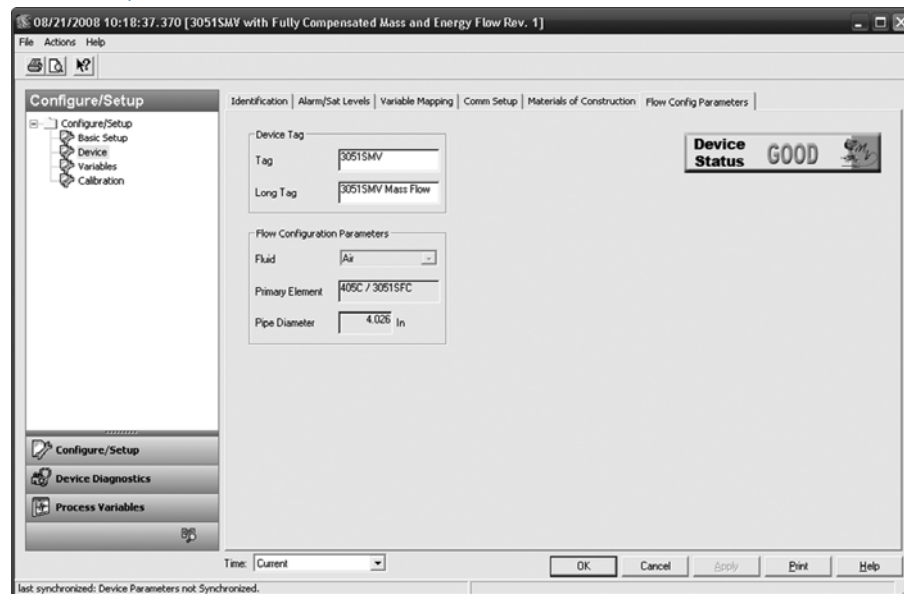 08/21/2008 10:18:37.370 [3051SMV with Fully Compensated Mass and Energy Flow Rev. 1]
File Actions Help
Configure/Setup
Configure/Setup
Basic Setup
Device
Variables
Calibration
Configure/Setup
Device Diagnostics
Process Variables
Identification Alarm/Sat Levels Variable Mapping Comm Setup Materials of Construction Flow Config Parameters
Device Tag
Tag 3051SMV
Long Tag 3051SMV Mass Flow
Device Status GOOD
Flow Configuration Parameters
Fluid Air
Primary Element 405C / 3051SFC
Pipe Diameter 4.026 In
Time: Current
OK Cancel Apply Print Help
last synchronized: Device Parameters not Synchronized.